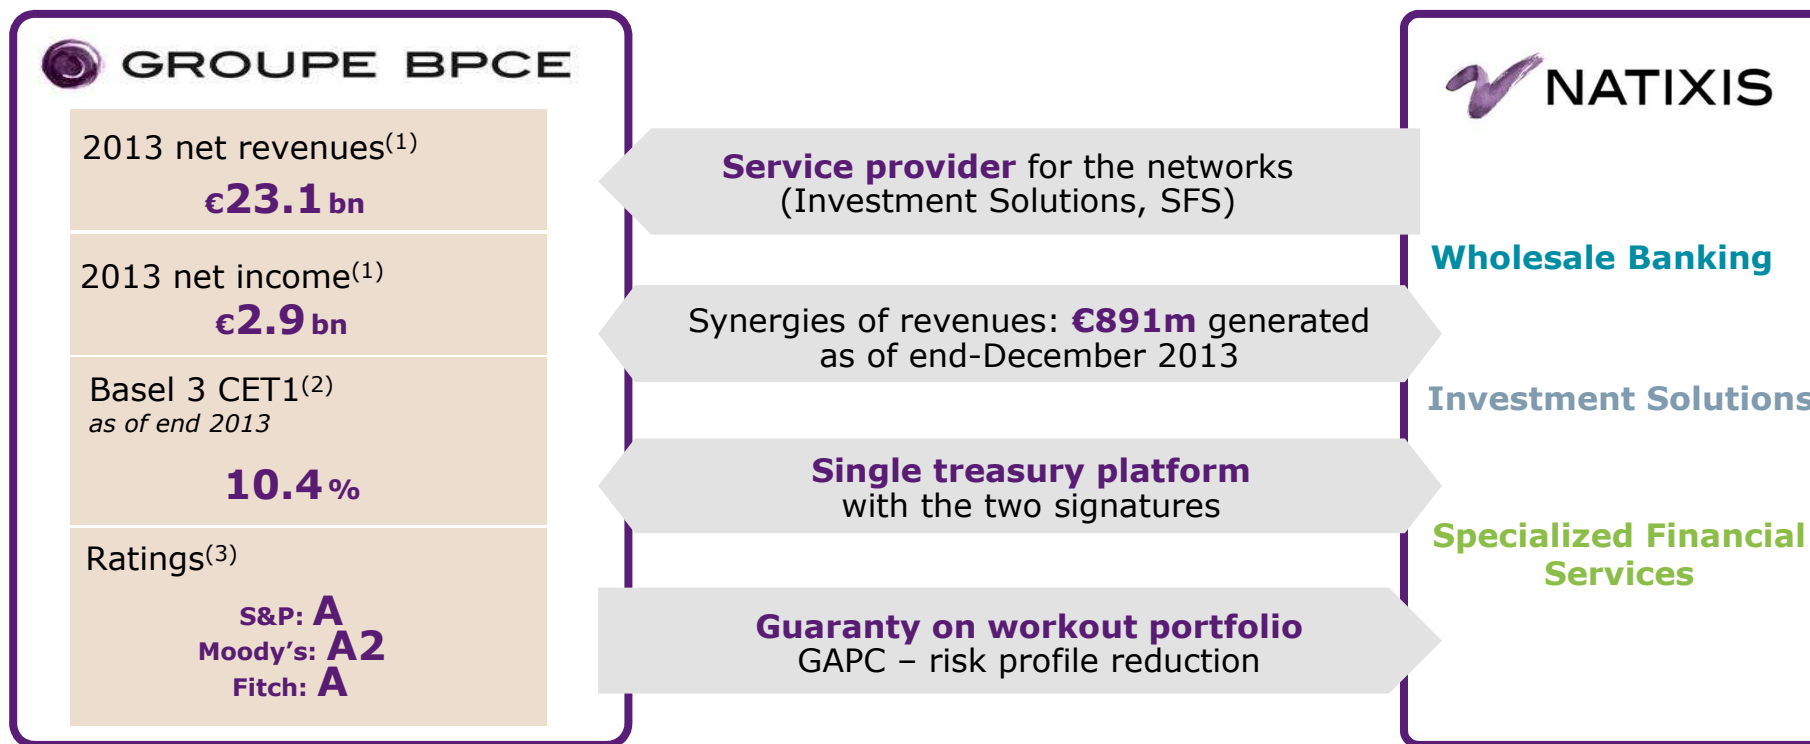 GROUPE BPCE
2013 net revenues(1)
€23.1 bn
2013 net income(1)
€2.9 bn
Basel 3 CET1(2)
as of end 2013
10.4 %
Ratings(3)
S&P: A
Moody’s: A2
Fitch: A
Service provider for the networks
(Investment Solutions, SFS)
Synergies of revenues: €891m generated
as of end-December 2013
Single treasury platform
with the two signatures
Guaranty on workout portfolio
GAPC – risk profile reduction
NATIXIS
Wholesale Banking
Investment Solutions
Specialized Financial
Services